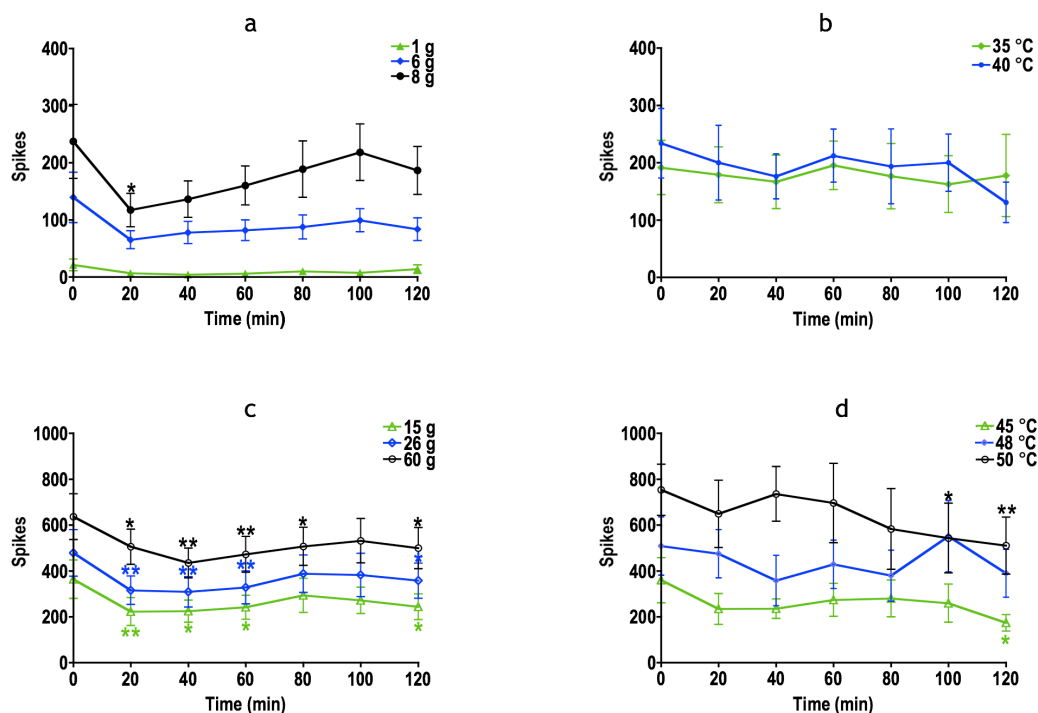 a
1 g
6 g
8 g
400
300
200
100
0
Spikes
*
0 20 40 60 80 100 120
Time (min)
b
35 °C
40 °C
400
300
200
100
0
Spikes
0 20 40 60 80 100 120
Time (min)
c
15 g
26 g
60 g
1000
800
600
400
200
0
Spikes
* ** ** * *
** ** ** *
** * * *
0 20 40 60 80 100 120
Time (min)
d
45 °C
48 °C
50 °C
1000
800
600
400
200
0
Spikes
* **
*
0 20 40 60 80 100 120
Time (min)